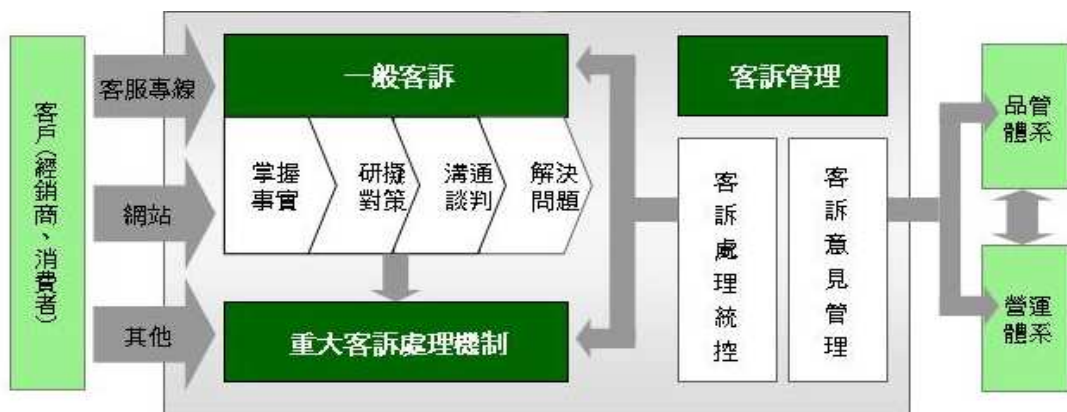 客戶(經銷商、消費者)
客服專線
網站
其他
一般客訴
掌握
事實
研擬
對策
溝通
談判
解決
問題
重大客訴處理機制
客訴管理
客訴處理統控
客訴意見管理
品管
體系
營運
體系